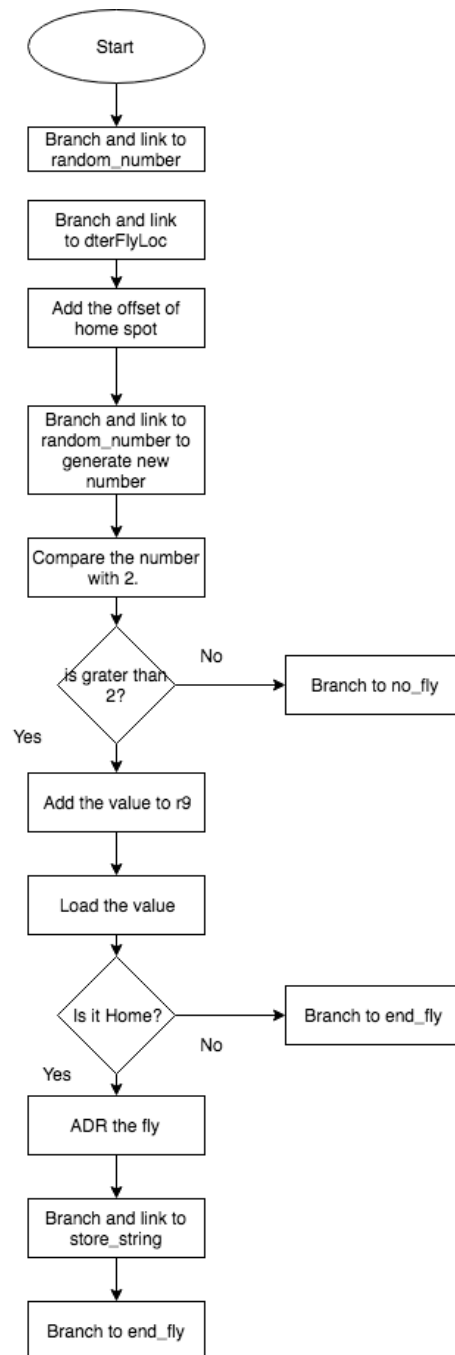 Start
Branch and link to
random_number
Branch and link
to dterFlyLoc
Add the offset of
home spot
Branch and link to
random_number to
generate new
number
Compare the number
with 2.
is grater than
2?
No
Branch to no_fly
Yes
Add the value to r9
Load the value
Is it Home?
Branch to end_fly
No
Yes
ADR the fly
Branch and link to
store_string
Branch to end_fly